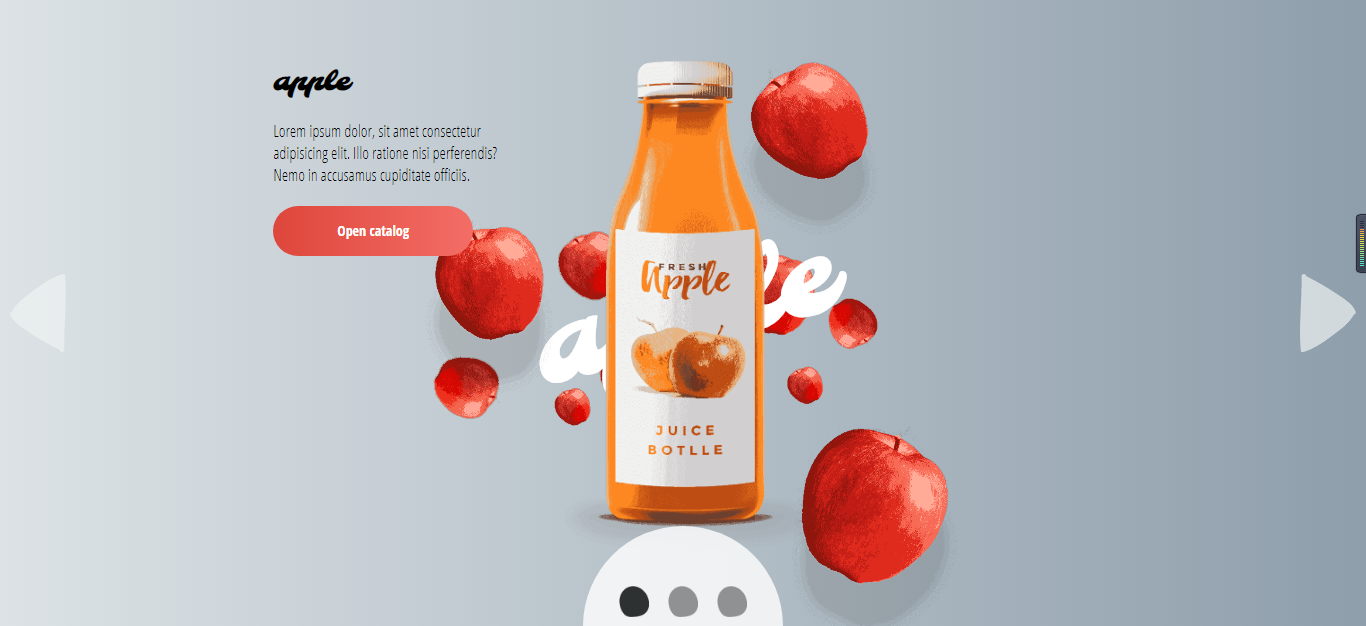 apple
Lorem ipsum dolor, sit amet consectetur
adipisicing elit. Illo ratione nisi perferendis?
Nemo in accusamus cupiditate officiis.
Open catalog
FRESH
Apple
JUICE
BOTLLE